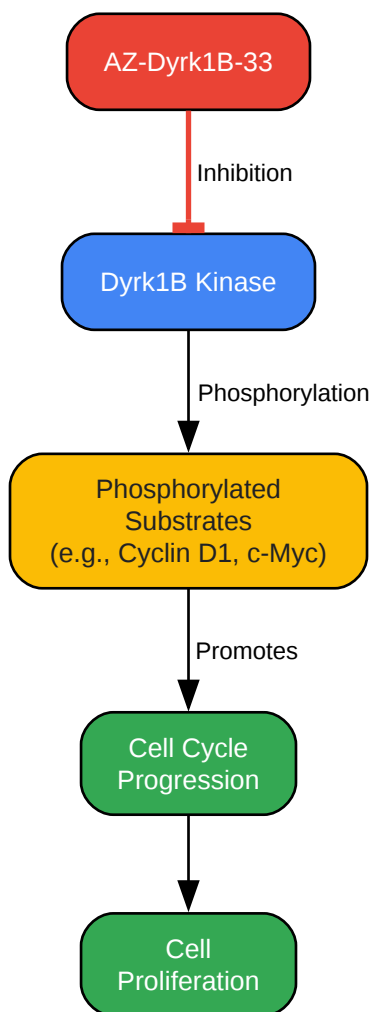 AZ-Dyrk1B-33
Inhibition
Dyrk1B Kinase
Phosphorylation
Phosphorylated
Substrates
(e.g., Cyclin D1, c-Myc)
Promotes
Cell Cycle
Progression
Cell
Proliferation